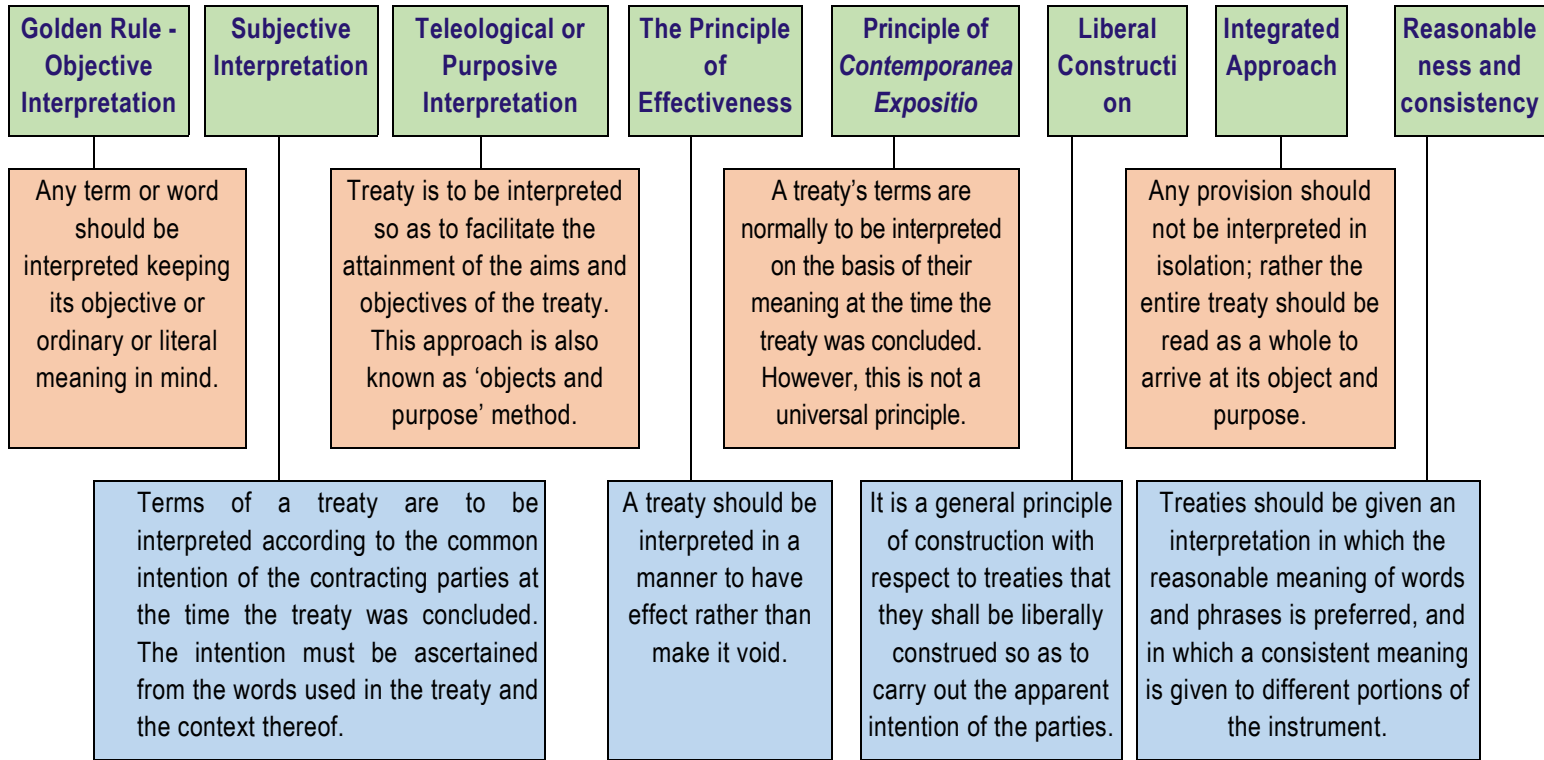 Golden Rule -
Objective
Interpretation
Subjective
Interpretation
Teleological or
Purposive
Interpretation
The Principle
of
Effectiveness
Principle of
Contemporanea
Expositio
Liberal
Constructi
on
Integrated
Approach
Reasonable
ness and
consistency
Any term or word
should be
interpreted keeping
its objective or
ordinary or literal
meaning in mind.
Treaty is to be interpreted
so as to facilitate the
attainment of the aims and
objectives of the treaty.
This approach is also
known as ‘objects and
purpose’ method.
A treaty’s terms are
normally to be interpreted
on the basis of their
meaning at the time the
treaty was concluded.
However, this is not a
universal principle.
Any provision should
not be interpreted in
isolation; rather the
entire treaty should be
read as a whole to
arrive at its object and
purpose.
Terms of a treaty are to be
interpreted according to the common
intention of the contracting parties at
the time the treaty was concluded.
The intention must be ascertained
from the words used in the treaty and
the context thereof.
A treaty should be
interpreted in a
manner to have
effect rather than
make it void.
It is a general principle
of construction with
respect to treaties that
they shall be liberally
construed so as to
carry out the apparent
intention of the parties.
Treaties should be given an
interpretation in which the
reasonable meaning of words
and phrases is preferred, and
in which a consistent meaning
is given to different portions of
the instrument.